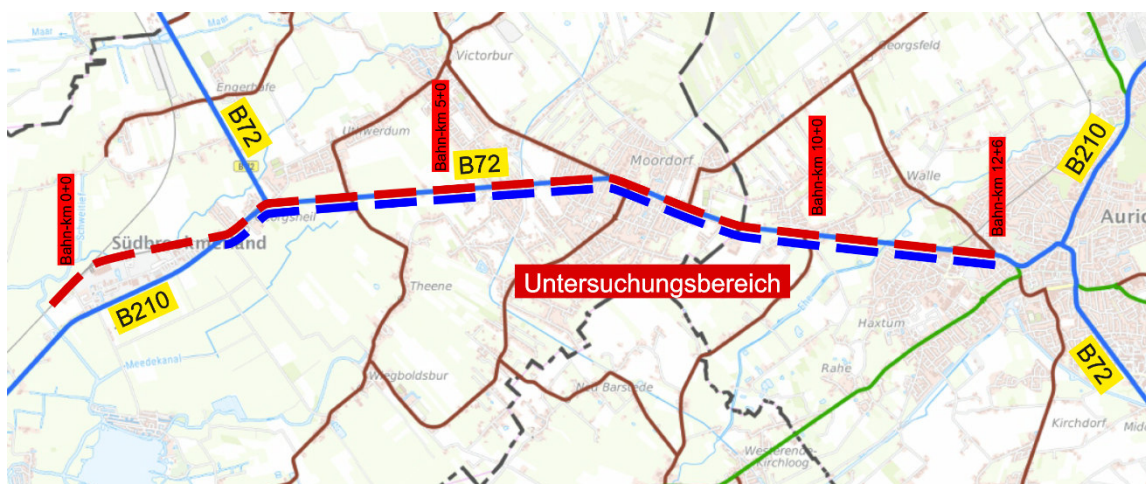 Maar
Maar
Victorbur
Georgsfeld
Engerhafe
B72
B210
Bahn-km 5+0
Uthwerdum
Bahn-km 10+0
B72
Moordorf
Walle
Bahn-km 12+6
Bahn-km 0+0
Südbrookmerland
Auric
Untersuchungsbereich
Theene
B210
Haxtum
Meedekanal
Rahe
B72
Wiegboldsbur
Neu Barstede
Kirchdorf
Westerende-
Kirchloog